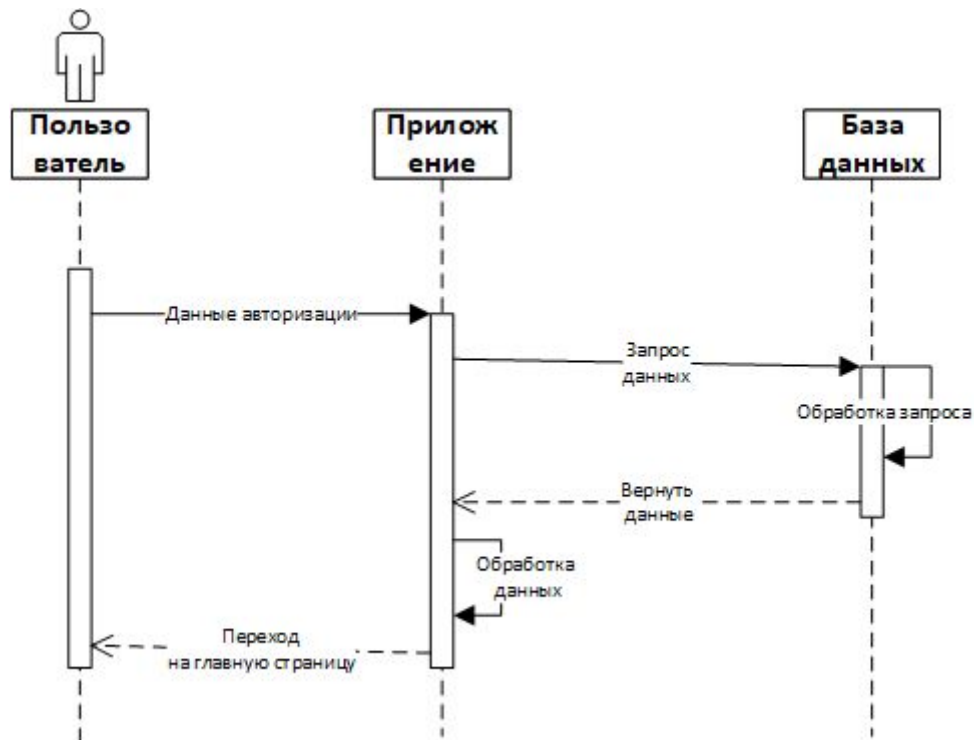 Пользо
ватель
Прилож
ение
База
данных
Данные авторизации
Запрос
данных
Обработка запроса
Вернуть
данные
Обработка
данных
Переход
на главную страницу